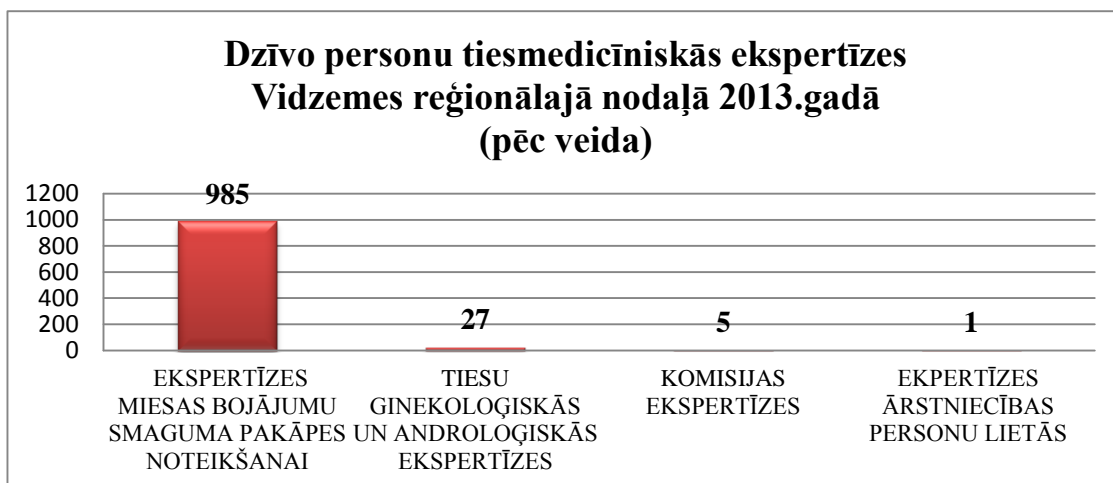 Dzīvo personu tiesmedicīniskās ekspertīzes
Vidzemes reģionālajā nodaļā 2013.gadā
(pēc veida)
1200
1000
800
600
400
200
0
985
27
5
1
EKSPERTĪZES
MIESAS BOJĀJUMU
SMAGUMA PAKĀPES
NOTEIKŠANAI
TIESU
GINEKOLOĢISKĀS
UN ANDROLOĢISKĀS
EKSPERTĪZES
KOMISIJAS
EKSPERTĪZES
EKPERTĪZES
ĀRSTNIECĪBAS
PERSONU LIETĀS